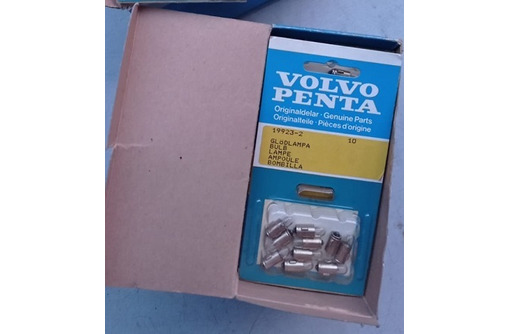 VOLVO
PENTA
Originaldelar · Genuine Parts
Originalteile · Pièces d'origine
19923-2 10
GLÖDLAMPA
BULB
LAMPE
AMPOULE
BOMBILLA